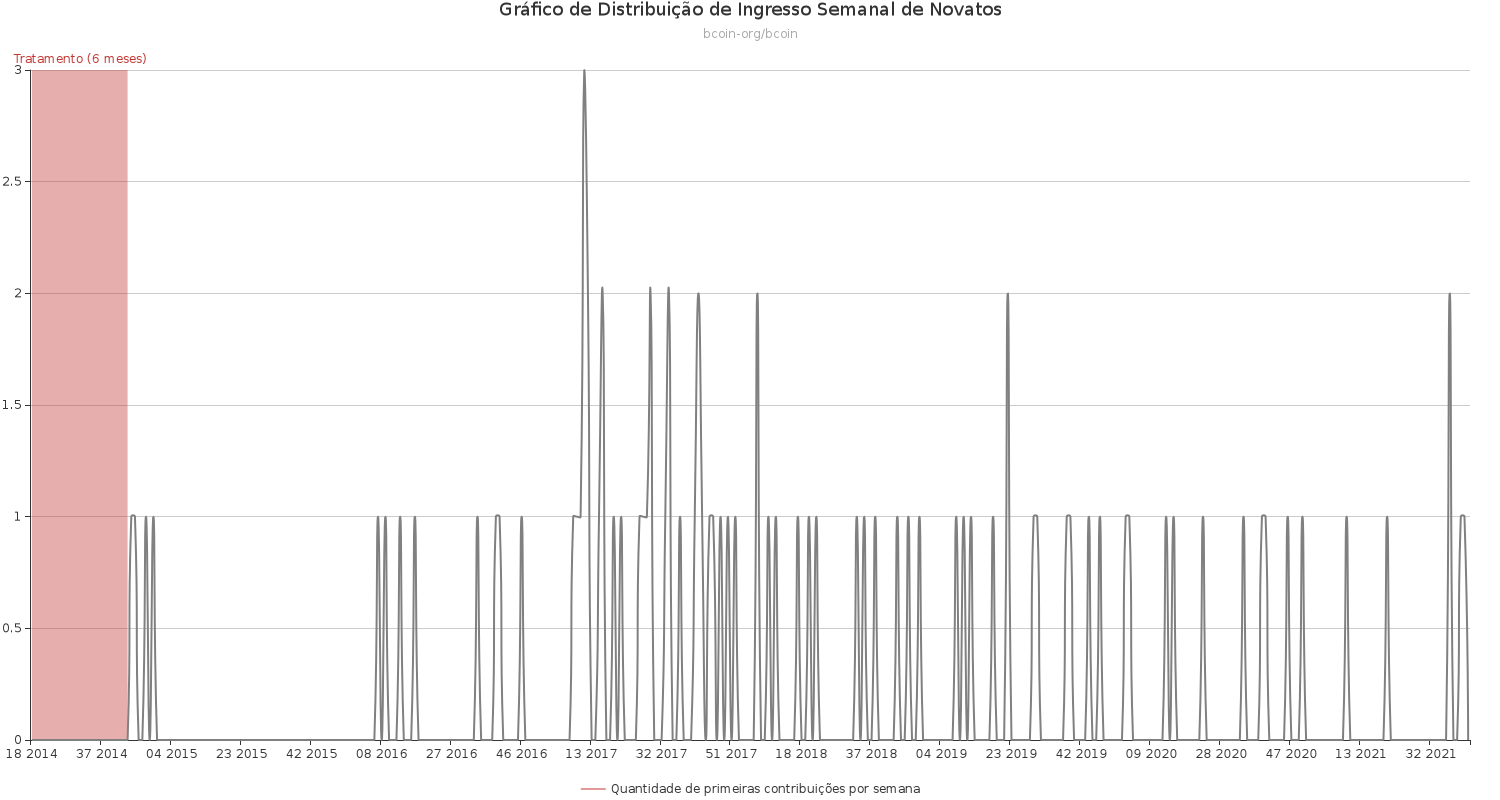 Gráfico de Distribuição de Ingresso Semanal de Novatos
bcoin-org/bcoin
Tratamento (6 meses)
3
2.5
2
1.5
1
0.5
0
18 2014 37 2014 04 2015 23 2015 42 2015 08 2016 27 2016 46 2016 13 2017 32 2017 51 2017 18 2018 37 2018 04 2019 23 2019 42 2019 09 2020 28 2020 47 2020 13 2021 32 2021
Quantidade de primeiras contribuições por semana